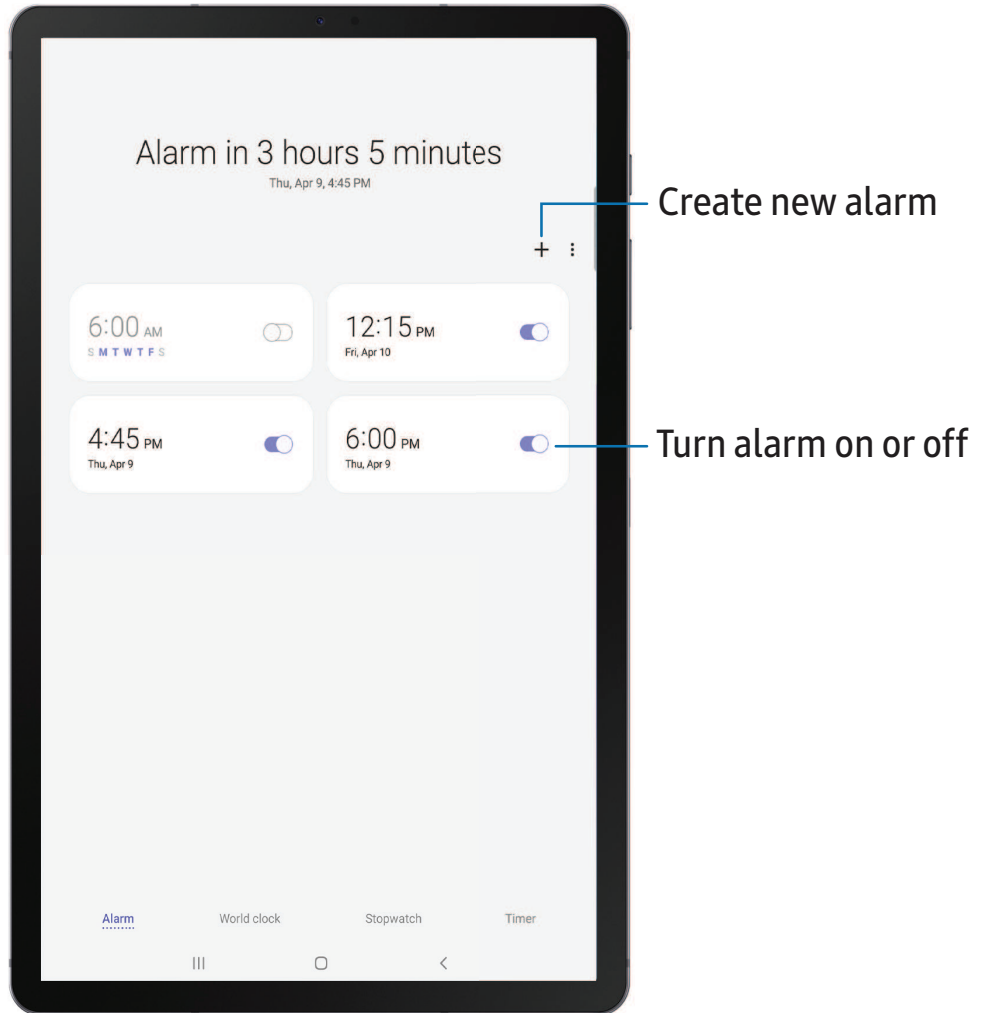 Alarm in 3 hours 5 minutes
Thu, Apr 9, 4:45 PM
Create new alarm
6:00 AM
S M T W T F S
12:15 PM
Fri, Apr 10
4:45 PM
Thu, Apr 9
6:00 PM
Thu, Apr 9
Turn alarm on or off
Alarm
World clock
Stopwatch
Timer